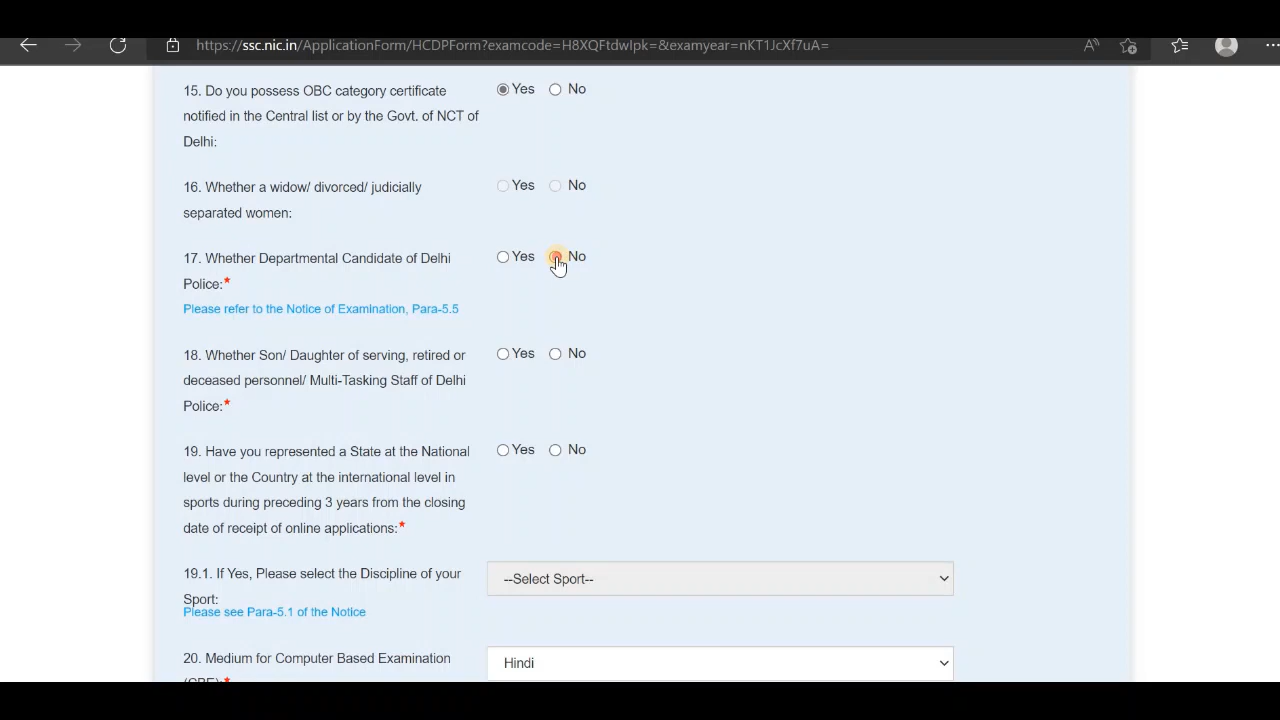 https://ssc.nic.in/ApplicationForm/HCDPForm?examcode=H8XQFtdwIpk=&examyear=nKT1JcXf7uA=
15. Do you possess OBC category certificate
notified in the Central list or by the Govt. of NCT of
Delhi:
Yes No
16. Whether a widow/ divorced/ judicially
separated women:
Yes No
17. Whether Departmental Candidate of Delhi
Police:*
Yes No
Please refer to the Notice of Examination, Para-5.5
18. Whether Son/ Daughter of serving, retired or
deceased personnel/ Multi-Tasking Staff of Delhi
Police:*
Yes No
19. Have you represented a State at the National
level or the Country at the international level in
sports during preceding 3 years from the closing
date of receipt of online applications:*
Yes No
19.1. If Yes, Please select the Discipline of your
Sport:
--Select Sport--
Please see Para-5.1 of the Notice
20. Medium for Computer Based Examination
(CBE):*
Hindi